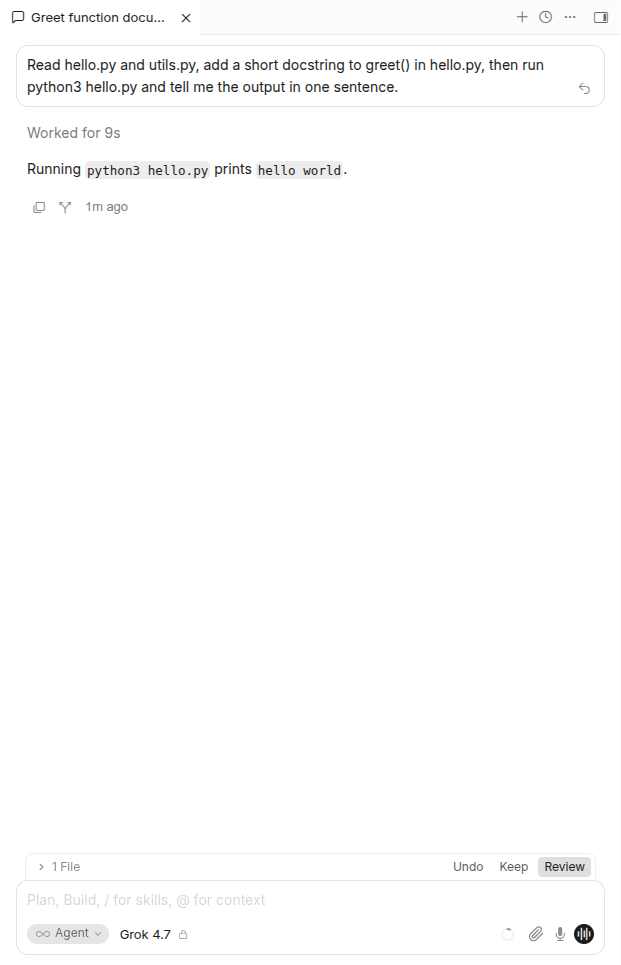 Greet function docu...
Read hello.py and utils.py, add a short docstring to greet() in hello.py, then run
python3 hello.py and tell me the output in one sentence.
Worked for 9s
Running python3 hello.py prints hello world.
1m ago
1 File
Undo
Keep
Review
Plan, Build, / for skills, @ for context
Agent
Grok 4.7